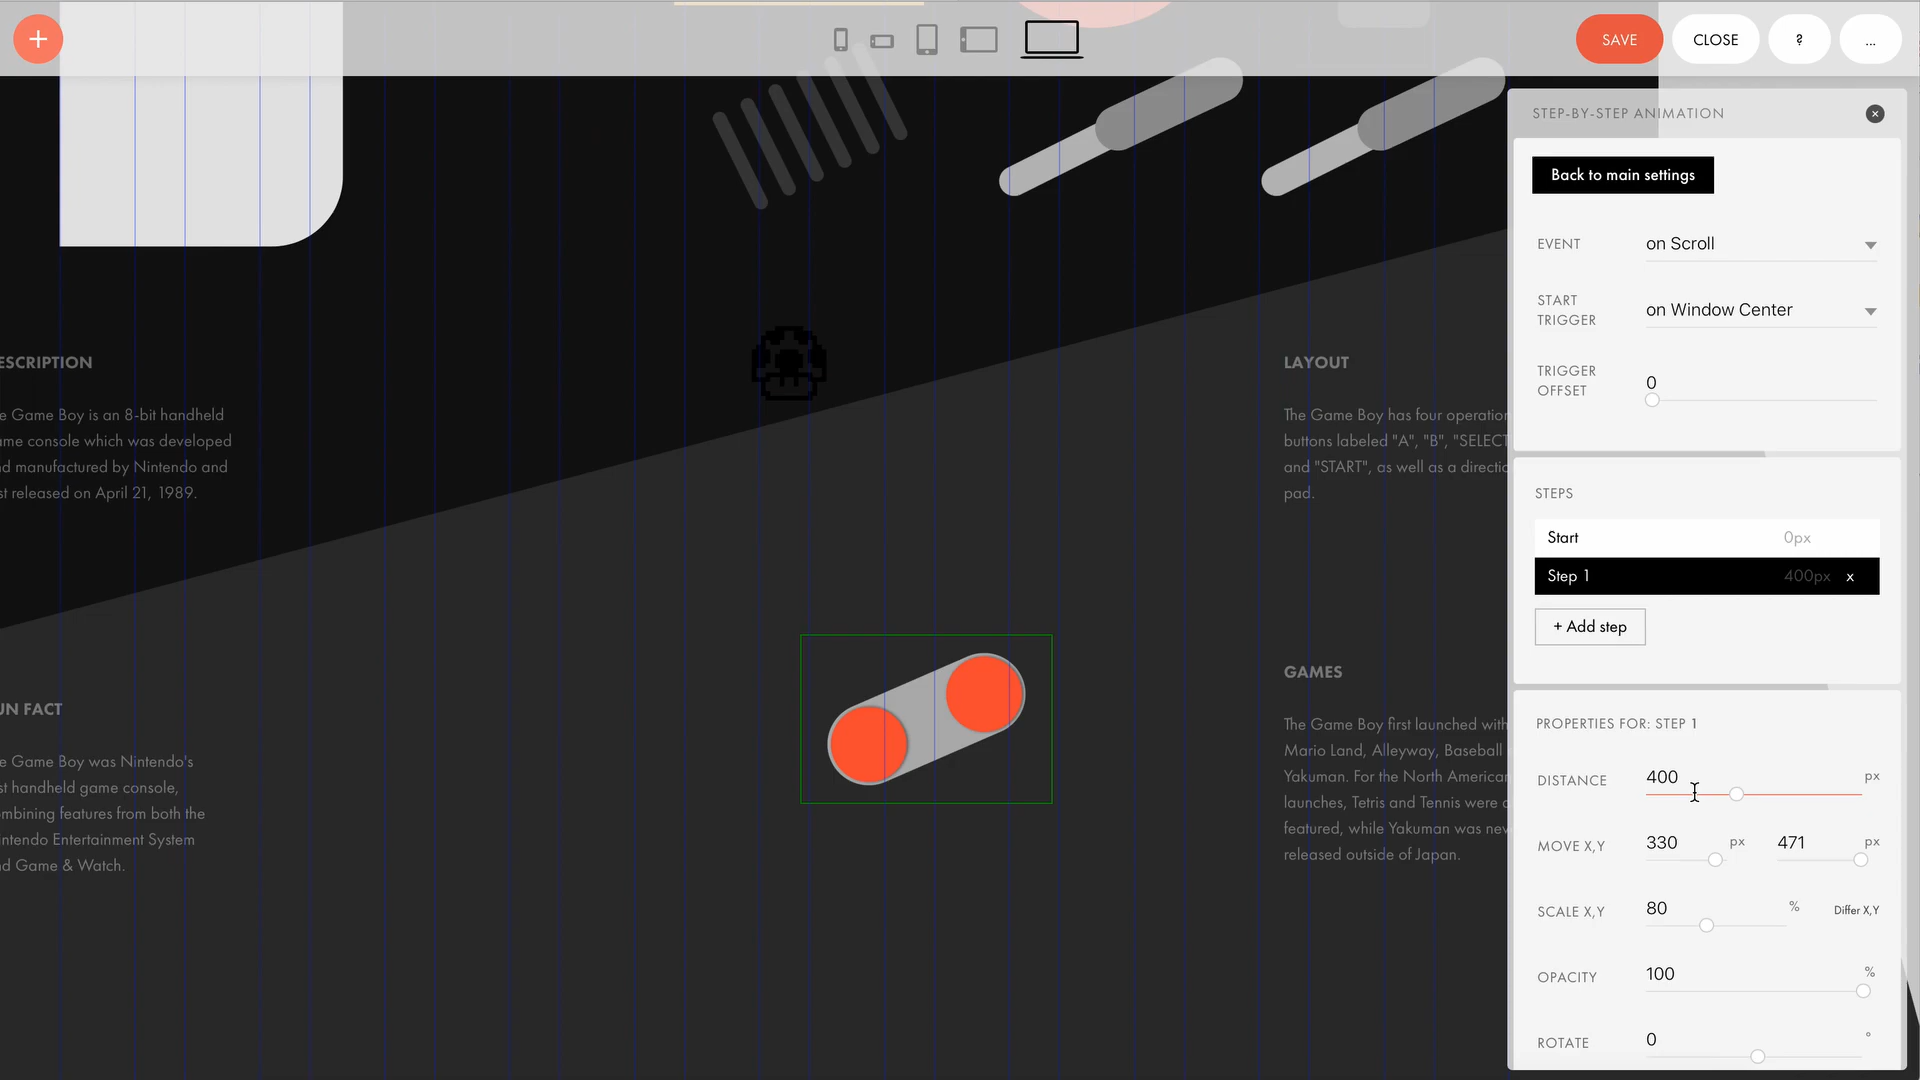 +
SAVE
CLOSE
?
...
STEP-BY-STEP ANIMATION
Back to main settings
EVENT
on Scroll
START
TRIGGER
on Window Center
TRIGGER
OFFSET
0
STEPS
Start 0px
Step 1 400px x
+ Add step
PROPERTIES FOR: STEP 1
DISTANCE 400 px
MOVE X,Y 330 px 471 px
SCALE X,Y 80 % Differ X,Y
OPACITY 100 %
ROTATE 0 °
ESCRIPTION
e Game Boy is an 8-bit handheld
ame console which was developed
d manufactured by Nintendo and
st released on April 21, 1989.
UN FACT
e Game Boy was Nintendo's
st handheld game console,
mbining features from both the
intendo Entertainment System
d Game & Watch.
LAYOUT
The Game Boy has four operation
buttons labeled "A", "B", "SELECT
and "START", as well as a directio
pad.
GAMES
The Game Boy first launched with
Mario Land, Alleyway, Baseball
Yakuman. For the North American
launches, Tetris and Tennis were
featured, while Yakuman was nev
released outside of Japan.